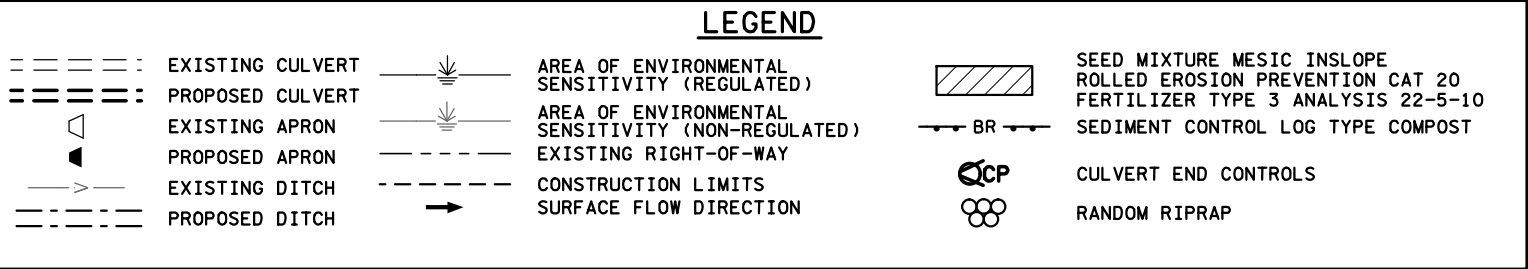 LEGEND
EXISTING CULVERT
PROPOSED CULVERT
EXISTING APRON
PROPOSED APRON
EXISTING DITCH
PROPOSED DITCH
AREA OF ENVIRONMENTAL
SENSITIVITY (REGULATED)
AREA OF ENVIRONMENTAL
SENSITIVITY (NON-REGULATED)
EXISTING RIGHT-OF-WAY
CONSTRUCTION LIMITS
SURFACE FLOW DIRECTION
SEED MIXTURE MESIC INSLOPE
ROLLED EROSION PREVENTION CAT 20
FERTILIZER TYPE 3 ANALYSIS 22-5-10
BR SEDIMENT CONTROL LOG TYPE COMPOST
CP CULVERT END CONTROLS
RANDOM RIPRAP